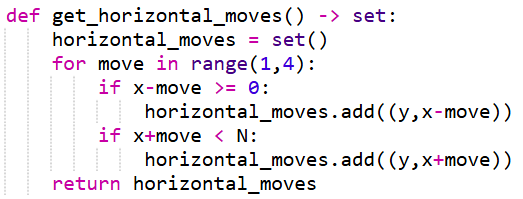 def get_horizontal_moves() -> set:
    horizontal_moves = set()
    for move in range(1,4):
        if x-move >= 0:
            horizontal_moves.add((y,x-move))
        if x+move < N:
            horizontal_moves.add((y,x+move))
    return horizontal_moves